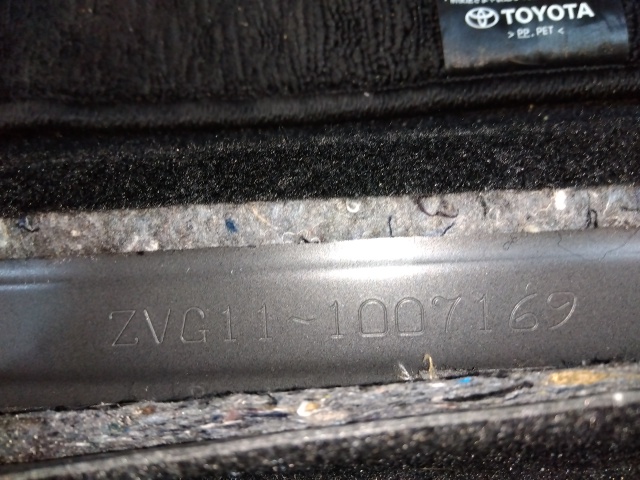 TOYOTA
> PP, PET <
ZVG11-1007169